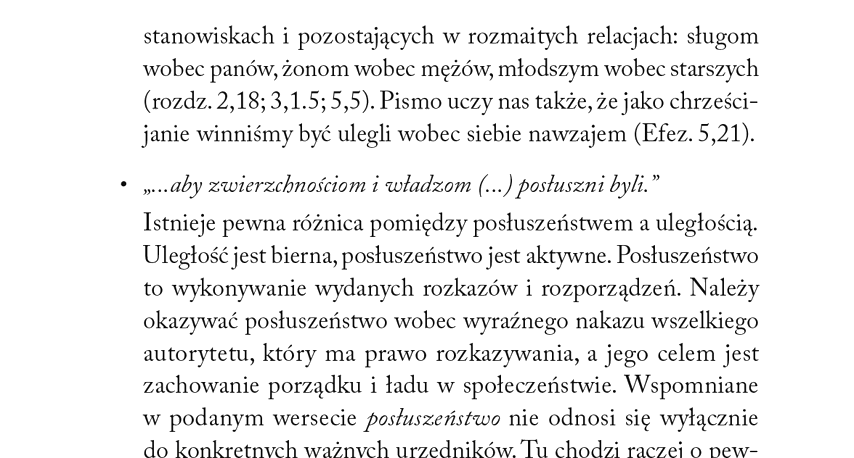 stanowiskach i pozostających w rozmaitych relacjach: sługom
wobec panów, żonom wobec mężów, młodszym wobec starszych
(rozdz. 2,18; 3,1.5; 5,5). Pismo uczy nas także, że jako chrześci-
janie winniśmy być ulegli wobec siebie nawzajem (Efez. 5,21).
• „...aby zwierzchnościom i władzom (...) posłuszni byli.”
Istnieje pewna różnica pomiędzy posłuszeństwem a uległością.
Uległość jest bierna, posłuszeństwo jest aktywne. Posłuszeństwo
to wykonywanie wydanych rozkazów i rozporządzeń. Należy
okazywać posłuszeństwo wobec wyraźnego nakazu wszelkiego
autorytetu, który ma prawo rozkazywania, a jego celem jest
zachowanie porządku i ładu w społeczeństwie. Wspomniane
w podanym wersecie posłuszeństwo nie odnosi się wyłącznie
do konkretnych ważnych urzędników. Tu chodzi raczej o pew-